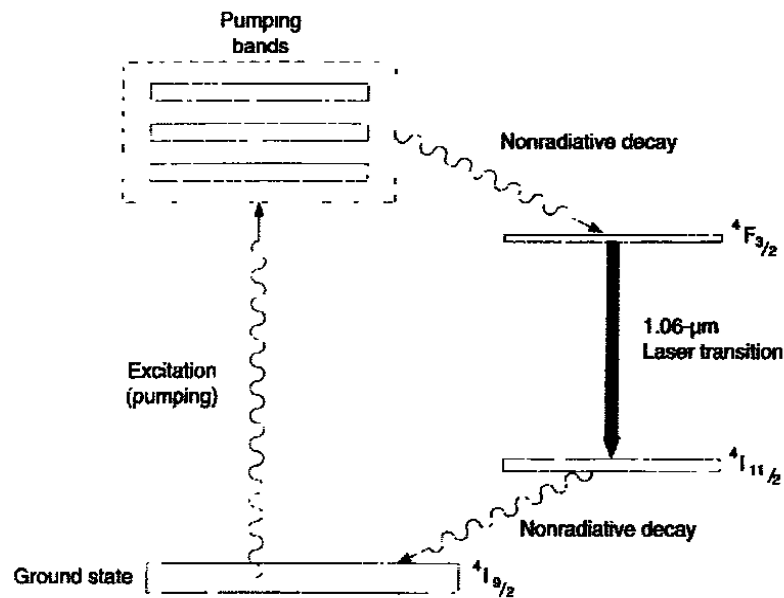 Pumping
bands
Nonradiative decay
⁴F₃/₂
1.06-µm
Laser transition
Excitation
(pumping)
⁴I₁₁/₂
Nonradiative decay
Ground state
⁴I₉/₂